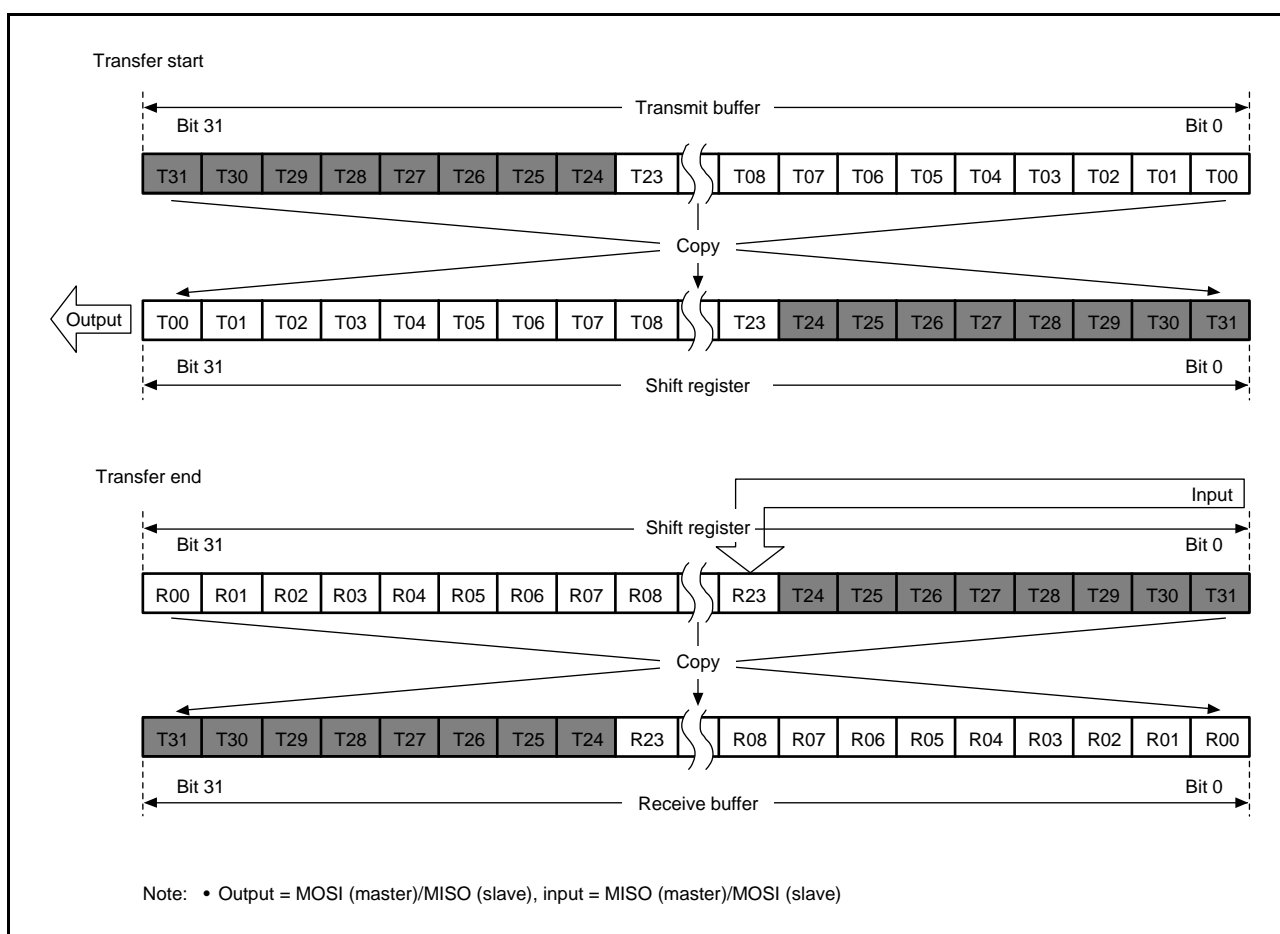 Transfer start
Transmit buffer
Bit 31 Bit 0
T31 T30 T29 T28 T27 T26 T25 T24 T23 T08 T07 T06 T05 T04 T03 T02 T01 T00
Copy
Output T00 T01 T02 T03 T04 T05 T06 T07 T08 T23 T24 T25 T26 T27 T28 T29 T30 T31
Bit 31 Bit 0
Shift register
Transfer end
Input
Shift register
Bit 31 Bit 0
R00 R01 R02 R03 R04 R05 R06 R07 R08 R23 T24 T25 T26 T27 T28 T29 T30 T31
Copy
T31 T30 T29 T28 T27 T26 T25 T24 R23 R08 R07 R06 R05 R04 R03 R02 R01 R00
Bit 31 Bit 0
Receive buffer
Note: • Output = MOSI (master)/MISO (slave), input = MISO (master)/MOSI (slave)